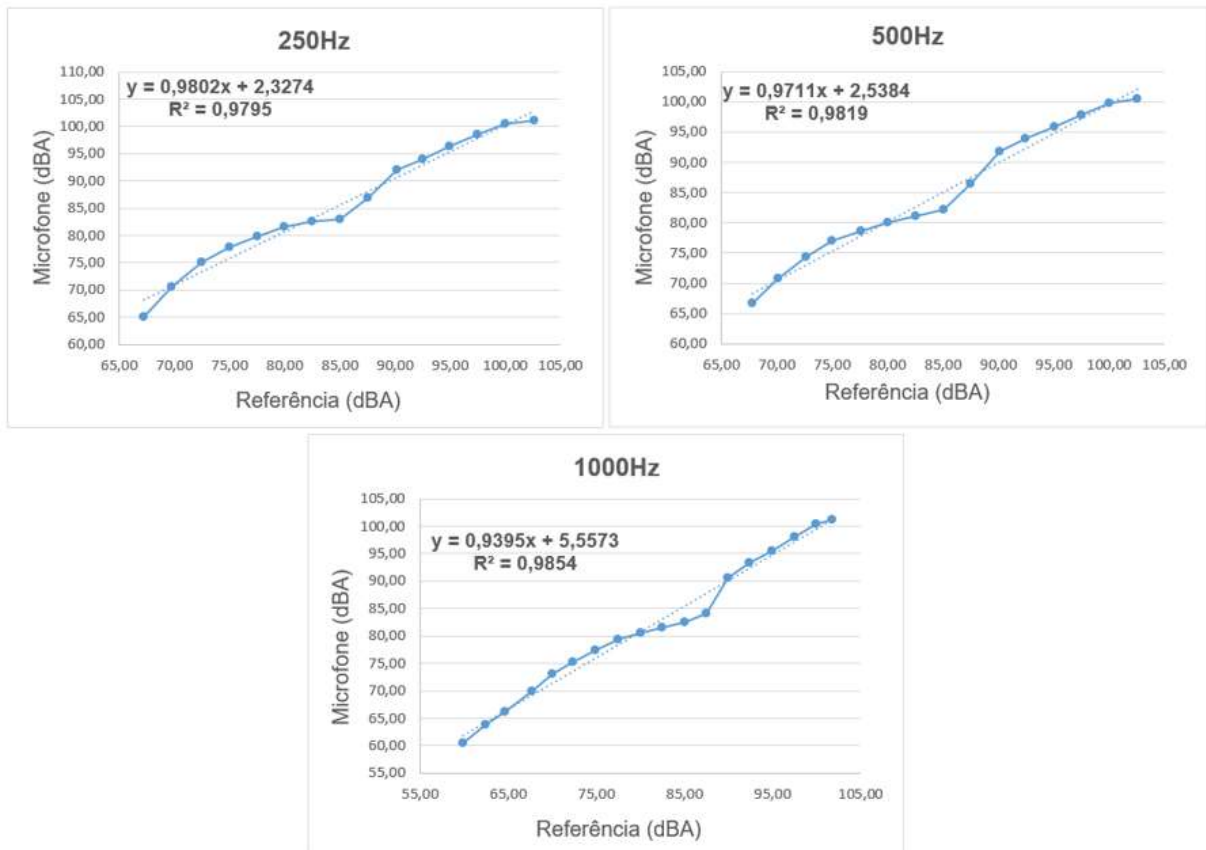 250Hz
y = 0,9802x + 2,3274
R² = 0,9795
110,00
105,00
100,00
95,00
90,00
85,00
80,00
75,00
70,00
65,00
60,00
Microfone (dBA)
65,00 70,00 75,00 80,00 85,00 90,00 95,00 100,00 105,00
Referência (dBA)
500Hz
y = 0,9711x + 2,5384
R² = 0,9819
105,00
100,00
95,00
90,00
85,00
80,00
75,00
70,00
65,00
60,00
Microfone (dBA)
65,00 70,00 75,00 80,00 85,00 90,00 95,00 100,00 105,00
Referência (dBA)
1000Hz
y = 0,9395x + 5,5573
R² = 0,9854
105,00
100,00
95,00
90,00
85,00
80,00
75,00
70,00
65,00
60,00
55,00
Microfone (dBA)
55,00 65,00 75,00 85,00 95,00 105,00
Referência (dBA)